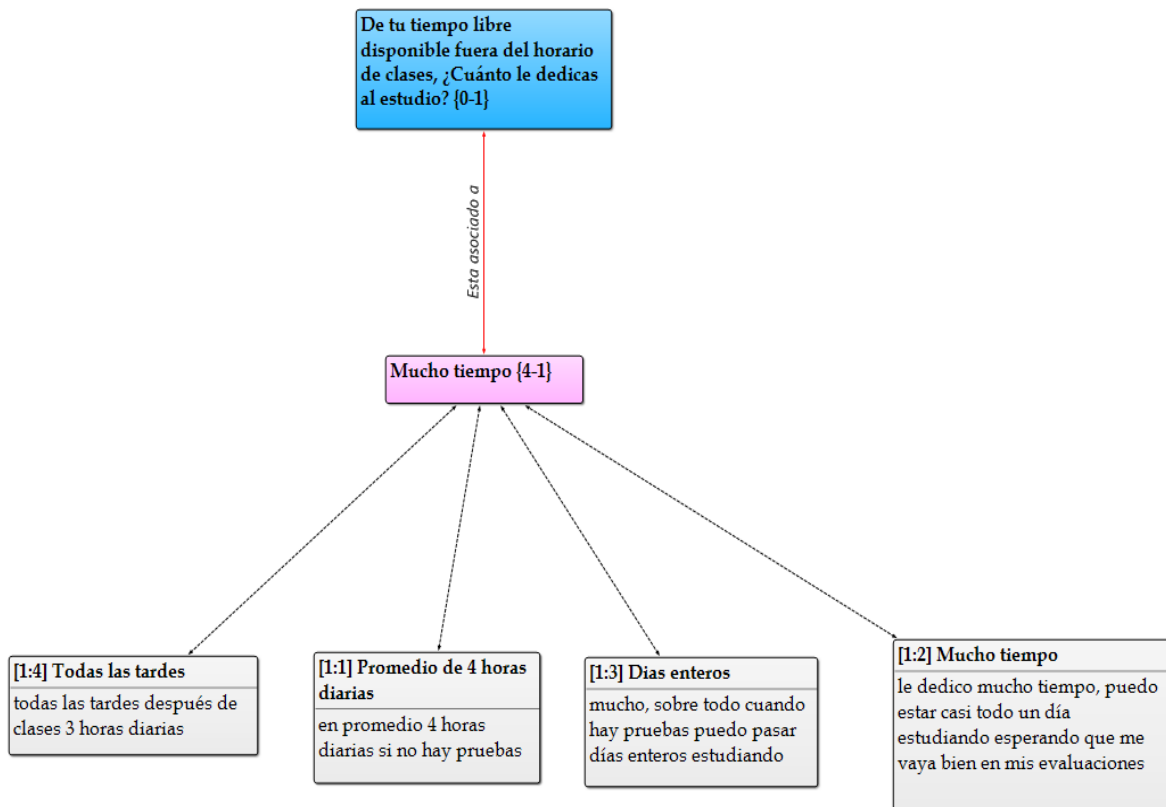 De tu tiempo libre
disponible fuera del horario
de clases, ¿Cuánto le dedicas
al estudio? {0-1}
Esta asociado a
Mucho tiempo {4-1}
[1:4] Todas las tardes
todas las tardes después de
clases 3 horas diarias
[1:1] Promedio de 4 horas
diarias
en promedio 4 horas
diarias si no hay pruebas
[1:3] Dias enteros
mucho, sobre todo cuando
hay pruebas puedo pasar
días enteros estudiando
[1:2] Mucho tiempo
le dedico mucho tiempo, puedo
estar casi todo un día
estudiando esperando que me
vaya bien en mis evaluaciones